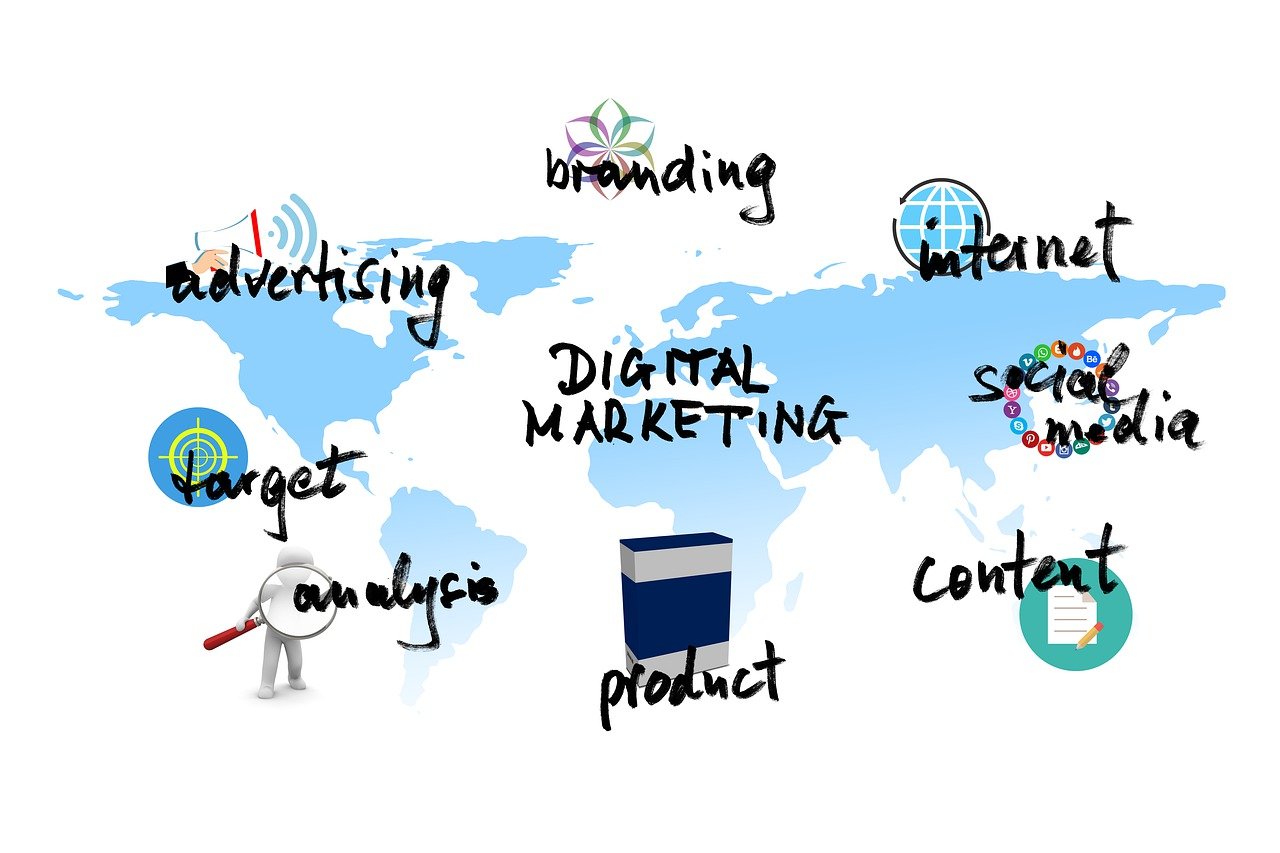 branding
internet
advertising
DIGITAL
MARKETING
social
media
target
analysis
content
product